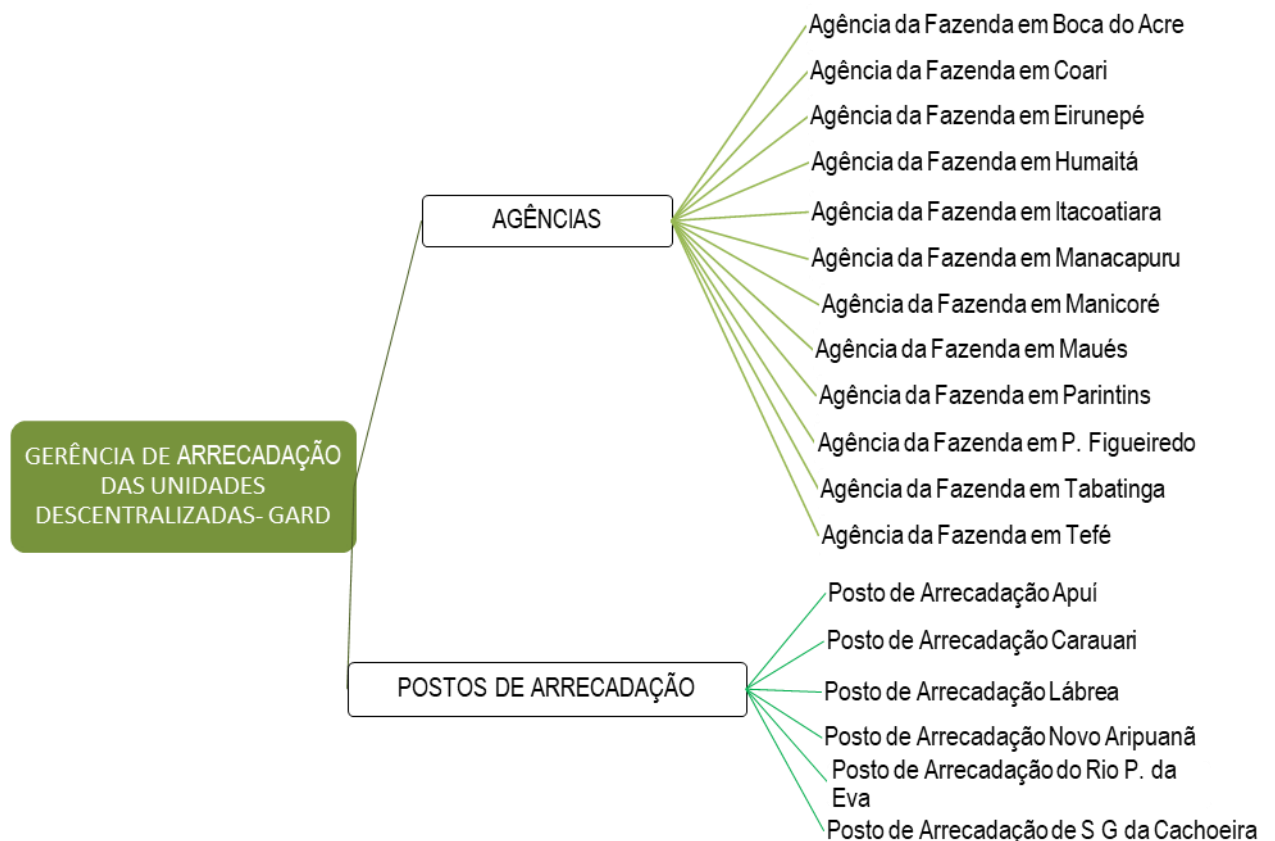 GERÊNCIA DE ARRECADAÇÃO
DAS UNIDADES
DESCENTRALIZADAS- GARD
AGÊNCIAS
Agência da Fazenda em Boca do Acre
Agência da Fazenda em Coari
Agência da Fazenda em Eirunepé
Agência da Fazenda em Humaitá
Agência da Fazenda em Itacoatiara
Agência da Fazenda em Manacapuru
Agência da Fazenda em Manicoré
Agência da Fazenda em Maués
Agência da Fazenda em Parintins
Agência da Fazenda em P. Figueiredo
Agência da Fazenda em Tabatinga
Agência da Fazenda em Tefé
POSTOS DE ARRECADAÇÃO
Posto de Arrecadação Apuí
Posto de Arrecadação Carauari
Posto de Arrecadação Lábrea
Posto de Arrecadação Novo Aripuanã
Posto de Arrecadação do Rio P. da
Eva
Posto de Arrecadação de S G da Cachoeira